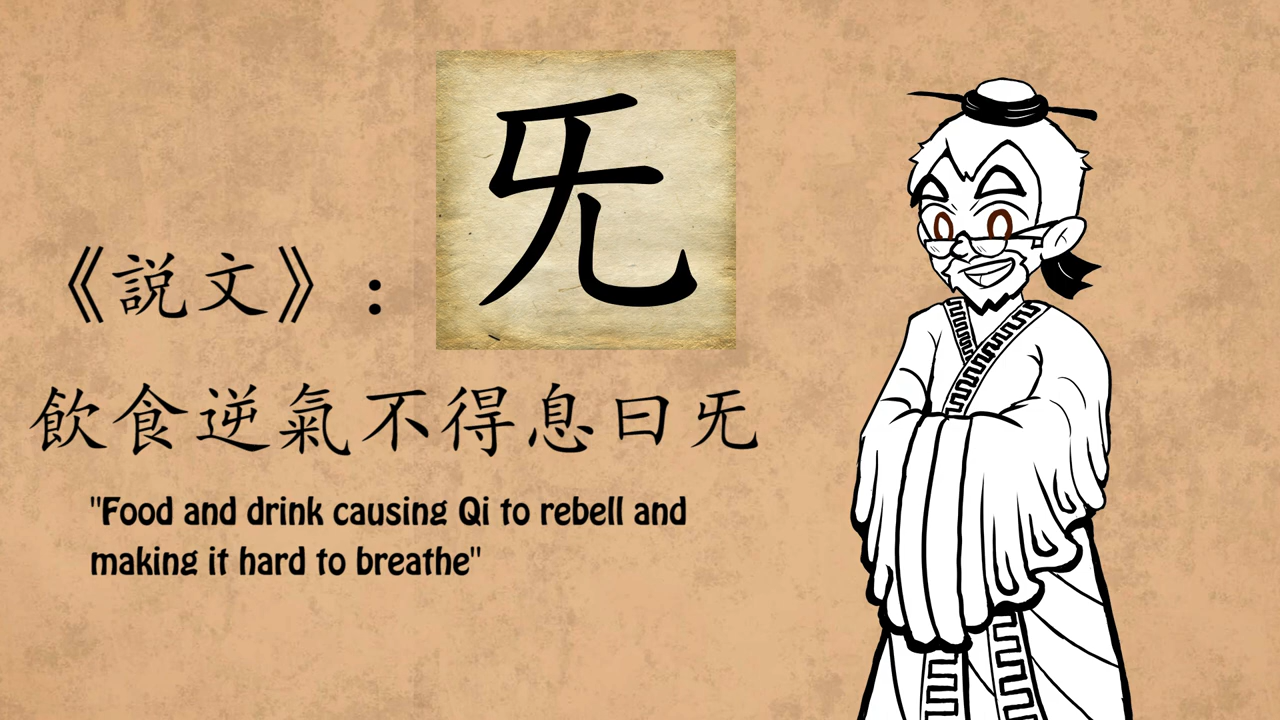 旡
《説文》：
飲食逆氣不得息曰旡
"Food and drink causing Qi to rebell and
making it hard to breathe"